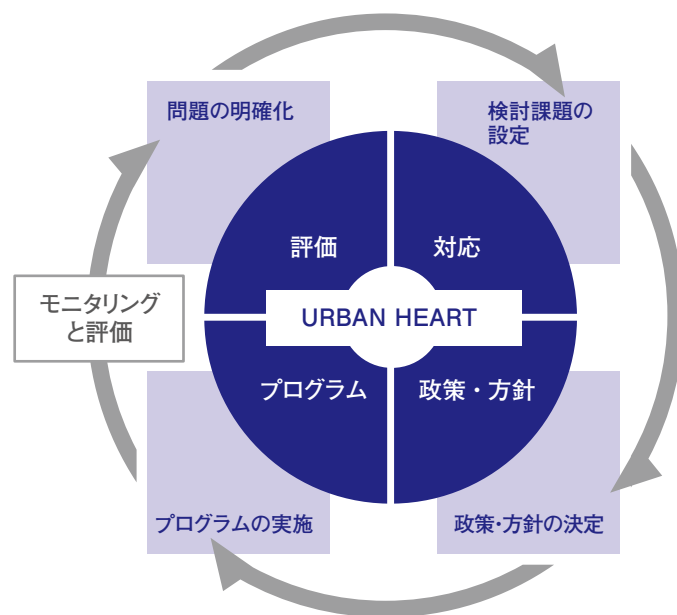 問題の明確化
検討課題の
設定
評価
対応
モニタリング
と評価
URBAN HEART
プログラム
政策・方針
プログラムの実施
政策・方針の決定